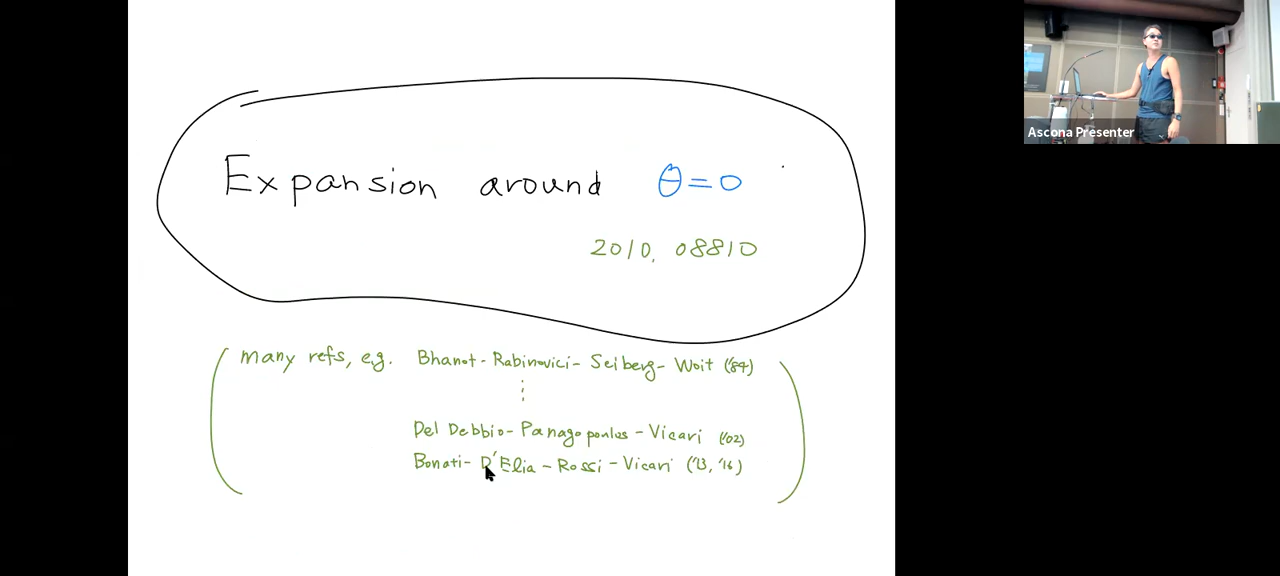 Expansion around θ=0
2010.08810
(many refs, e.g. Bhanot-Rabinovici-Seiberg-Woit ('84)
⋮
Del Debbio-Panagopoulos-Vicari ('02)
Bonati-D'Elia-Rossi-Vicari ('13, '16))
Ascona Presenter